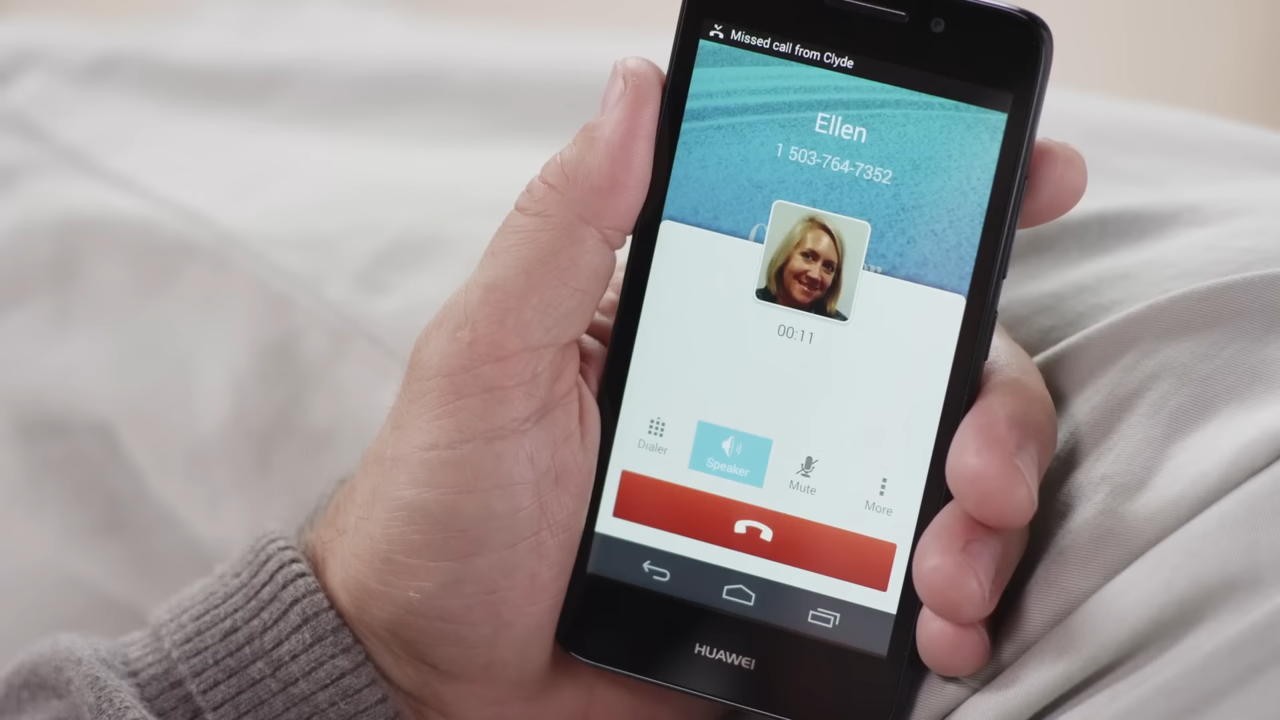 Missed call from Clyde
Ellen
1 503-764-7352
00:11
Dialer
Speaker
Mute
More
HUAWEI